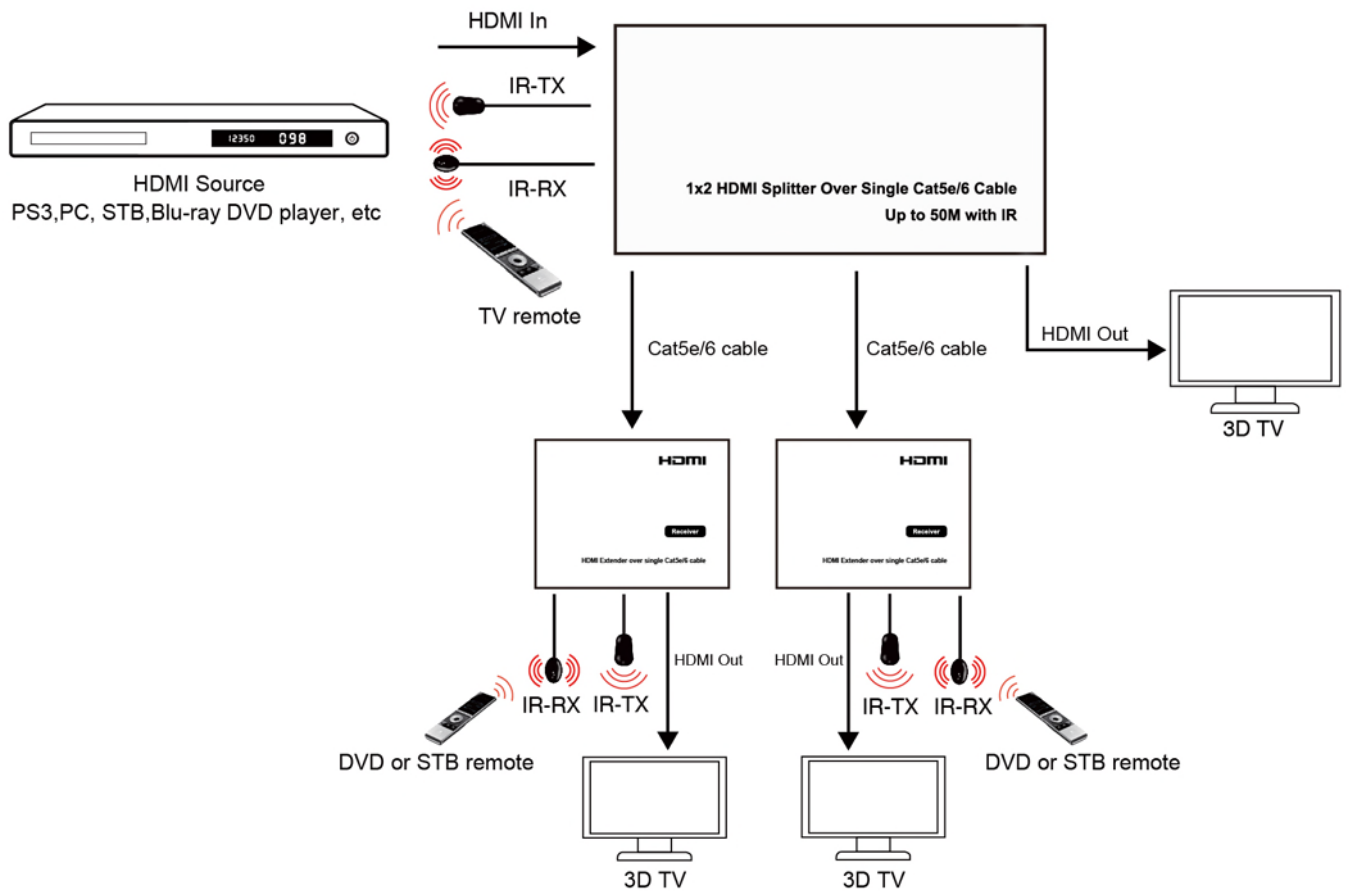 HDMI In
IR-TX
12350 098
HDMI Source
PS3,PC, STB,Blu-ray DVD player, etc
IR-RX
TV remote
1x2 HDMI Splitter Over Single Cat5e/6 Cable
Up to 50M with IR
Cat5e/6 cable
Cat5e/6 cable
HDMI Out
3D TV
HDMI
Receiver
HDMI Extender over single Cat5e/6 cable
HDMI
Receiver
HDMI Extender over single Cat5e/6 cable
IR-RX
IR-TX
HDMI Out
HDMI Out
IR-TX
IR-RX
DVD or STB remote
DVD or STB remote
3D TV
3D TV